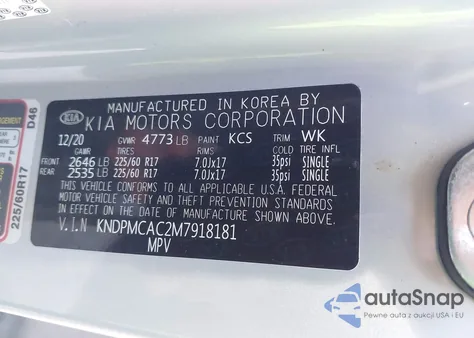 MANUFACTURED IN KOREA BY
KIA KIA MOTORS CORPORATION
12/20 GVWR 4773 LB PAINT KCS TRIM WK
GAWR TIRES RIMS COLD TIRE INFL
FRONT 2646 LB 225/60 R17 7.0Jx17 35psi SINGLE
REAR 2535 LB 225/60 R17 7.0Jx17 35psi SINGLE
THIS VEHICLE CONFORMS TO ALL APPLICABLE U.S.A. FEDERAL
MOTOR VEHICLE SAFETY AND THEFT PREVENTION STANDARDS
IN EFFECT ON THE DATE OF MANUFACTURE SHOWN ABOVE.
V.I.N KNDPMCAC2M7918181
MPV
D46
225/60R17
autoSnap
Pewne auta z aukcji USA i EU